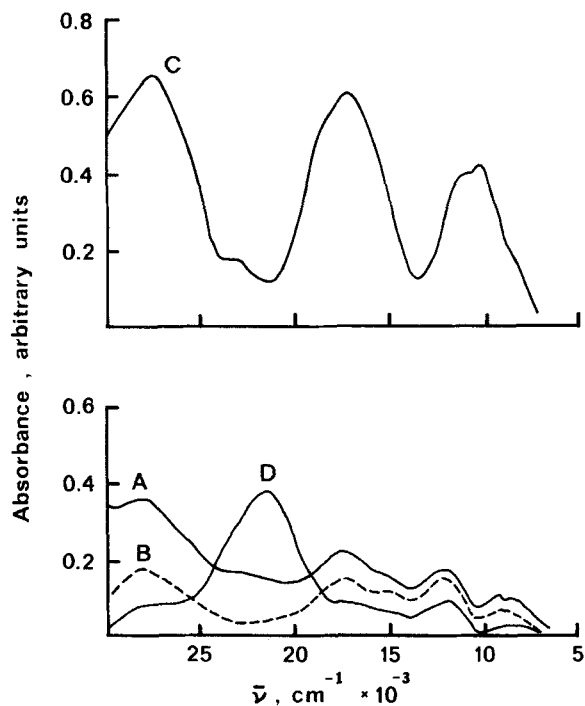 0.8
C
0.6
0.4
0.2
Absorbance , arbitrary units
0.6
A
D
0.4
B
0.2
25 20 15 10 5
ν̄ , cm⁻¹ × 10⁻³